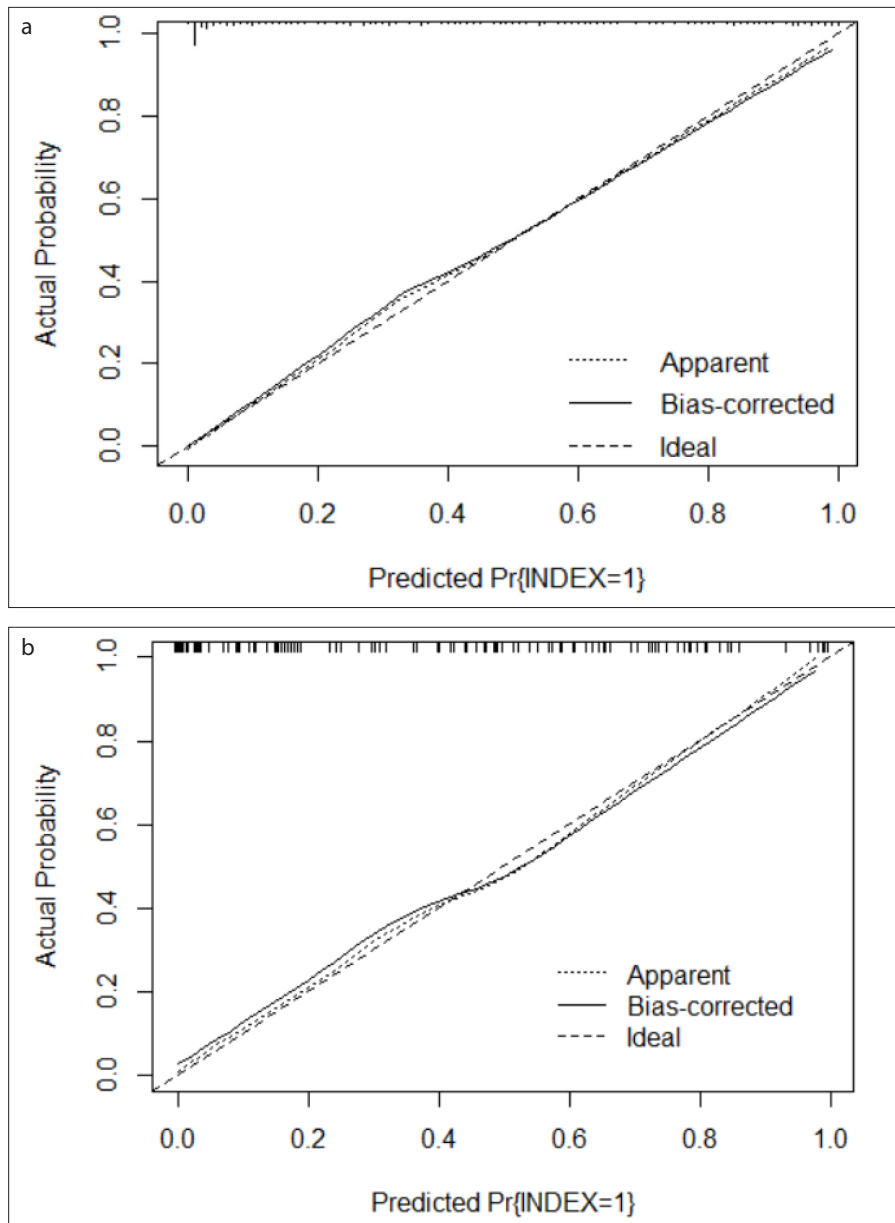 a
1.0
0.8
0.6
0.4
0.2
0.0
Actual Probability
Apparent
Bias-corrected
Ideal
0.0 0.2 0.4 0.6 0.8 1.0
Predicted Pr{INDEX=1}
b
1.0
0.8
0.6
0.4
0.2
0.0
Actual Probability
Apparent
Bias-corrected
Ideal
0.0 0.2 0.4 0.6 0.8 1.0
Predicted Pr{INDEX=1}